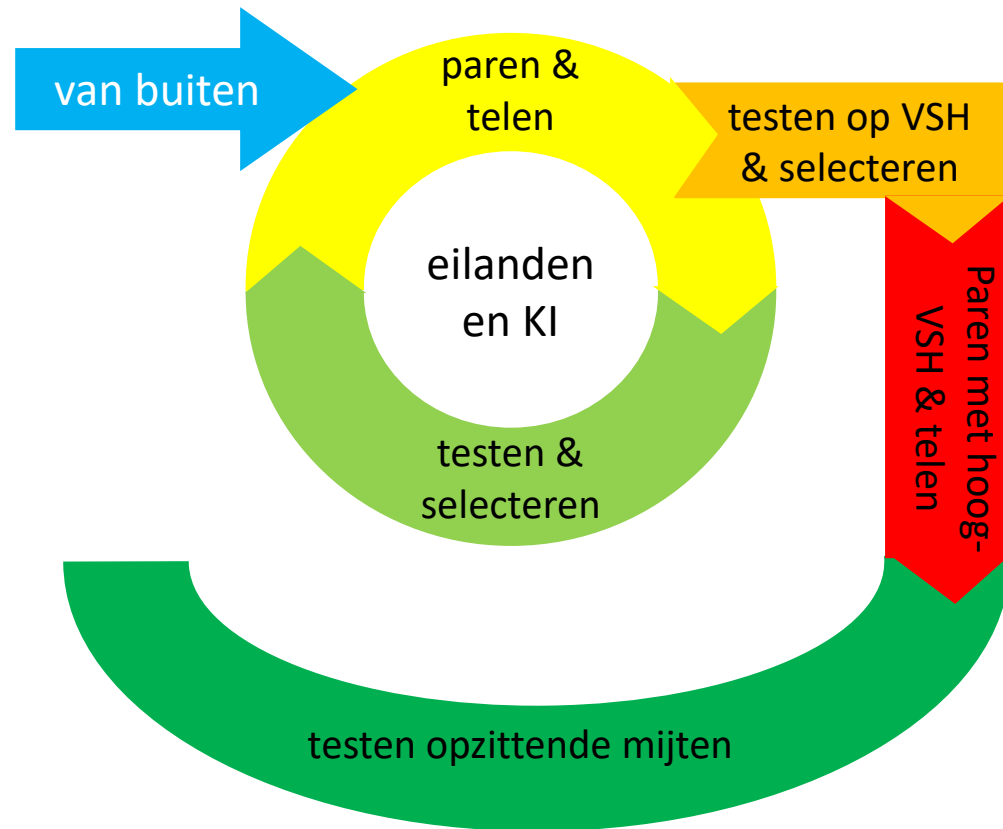 van buiten
paren &
telen
testen op VSH
& selecteren
eilanden
en KI
Paren met hoog-
VSH & telen
testen &
selecteren
testen opzittende mijten